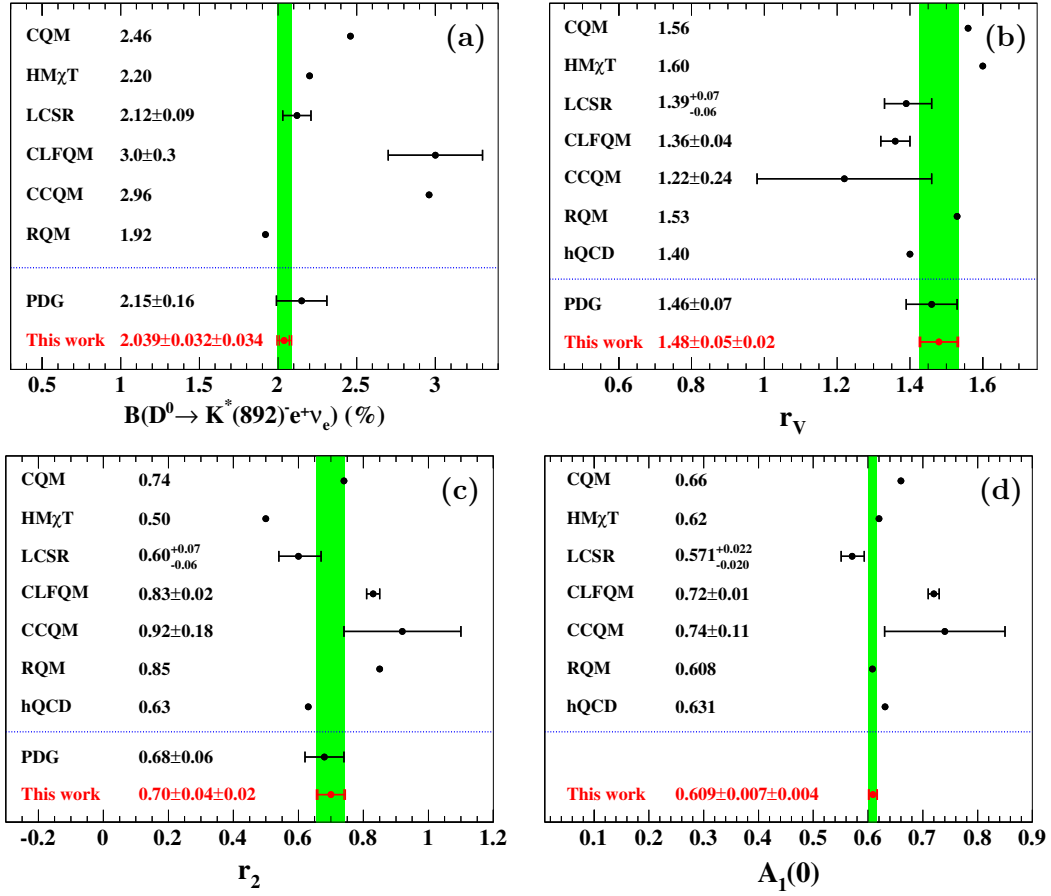 (a)
CQM 2.46
HMχT 2.20
LCSR 2.12±0.09
CLFQM 3.0±0.3
CCQM 2.96
RQM 1.92
PDG 2.15±0.16
This work 2.039±0.032±0.034
0.5 1 1.5 2 2.5 3
B(D⁰→ K*(892)⁻e⁺νₑ) (%)
(b)
CQM 1.56
HMχT 1.60
LCSR 1.39 +0.07 -0.06
CLFQM 1.36±0.04
CCQM 1.22±0.24
RQM 1.53
hQCD 1.40
PDG 1.46±0.07
This work 1.48±0.05±0.02
0.6 0.8 1 1.2 1.4 1.6
r_V
(c)
CQM 0.74
HMχT 0.50
LCSR 0.60 +0.07 -0.06
CLFQM 0.83±0.02
CCQM 0.92±0.18
RQM 0.85
hQCD 0.63
PDG 0.68±0.06
This work 0.70±0.04±0.02
-0.2 0 0.2 0.4 0.6 0.8 1 1.2
r₂
(d)
CQM 0.66
HMχT 0.62
LCSR 0.571 +0.022 -0.020
CLFQM 0.72±0.01
CCQM 0.74±0.11
RQM 0.608
hQCD 0.631
This work 0.609±0.007±0.004
0.1 0.2 0.3 0.4 0.5 0.6 0.7 0.8 0.9
A₁(0)